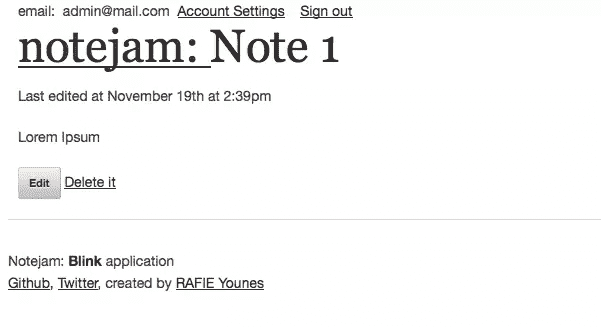 email: admin@mail.com Account Settings Sign out
notejam: Note 1
Last edited at November 19th at 2:39pm
Lorem Ipsum
Edit Delete it
Notejam: Blink application
Github, Twitter, created by RAFIE Younes